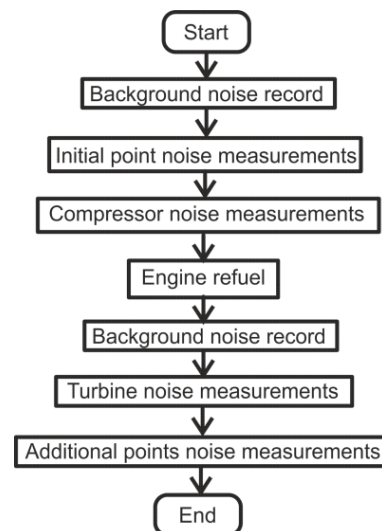 Start
Background noise record
Initial point noise measurements
Compressor noise measurements
Engine refuel
Background noise record
Turbine noise measurements
Additional points noise measurements
End